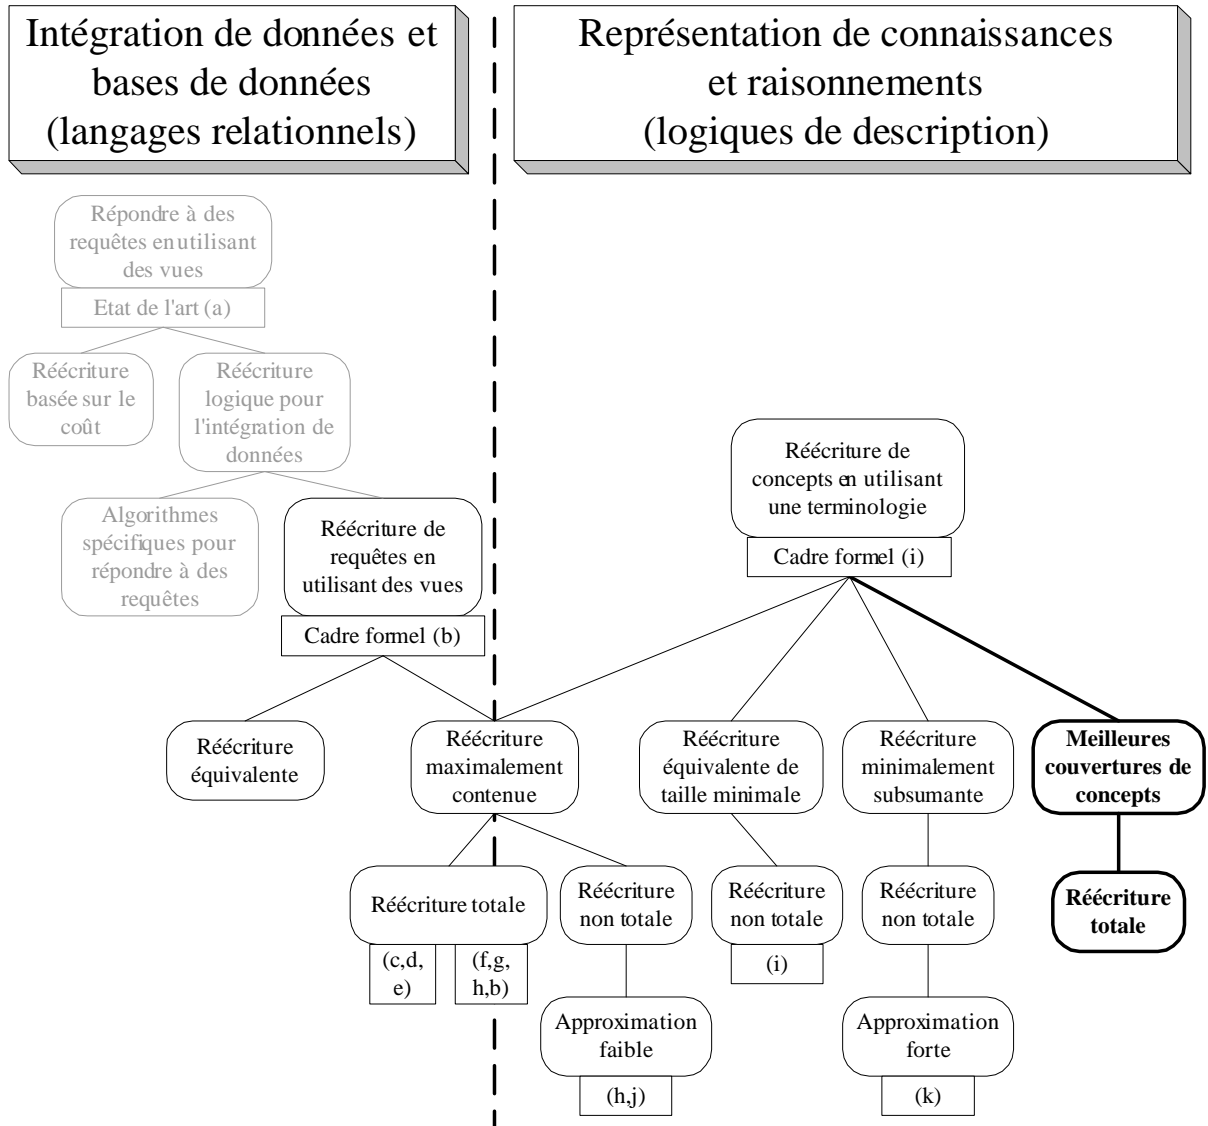 Intégration de données et
bases de données
(langages relationnels)
Représentation de connaissances
et raisonnements
(logiques de description)
Répondre à des
requêtes en utilisant
des vues
Etat de l'art (a)
Réécriture
basée sur le
coût
Réécriture
logique pour
l'intégration de
données
Algorithmes
spécifiques pour
répondre à des
requêtes
Réécriture de
requêtes en
utilisant des vues
Cadre formel (b)
Réécriture de
concepts en utilisant
une terminologie
Cadre formel (i)
Réécriture
équivalente
Réécriture
maximalement
contenue
Réécriture
équivalente de
taille minimale
Réécriture
minimalement
subsumante
Meilleures
couvertures de
concepts
Réécriture totale
(c,d,
e)
(f,g,
h,b)
Réécriture
non totale
Réécriture
non totale
(i)
Réécriture
non totale
Réécriture
totale
Approximation
faible
(h,j)
Approximation
forte
(k)